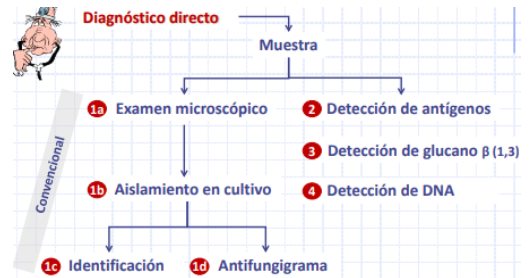 Diagnóstico directo
Muestra
1a Examen microscópico
2 Detección de antígenos
3 Detección de glucano β (1,3)
Convencional
1b Aislamiento en cultivo
4 Detección de DNA
1c Identificación
1d Antifungigrama